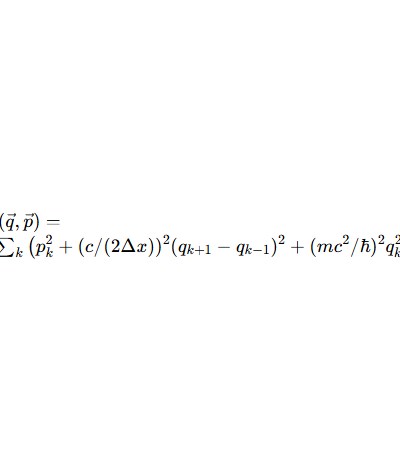 (q⃗, p⃗) =
∑ₖ (pₖ² + (c/(2Δx))²(qₖ₊₁ − qₖ₋₁)² + (mc²/ħ)²qₖ²